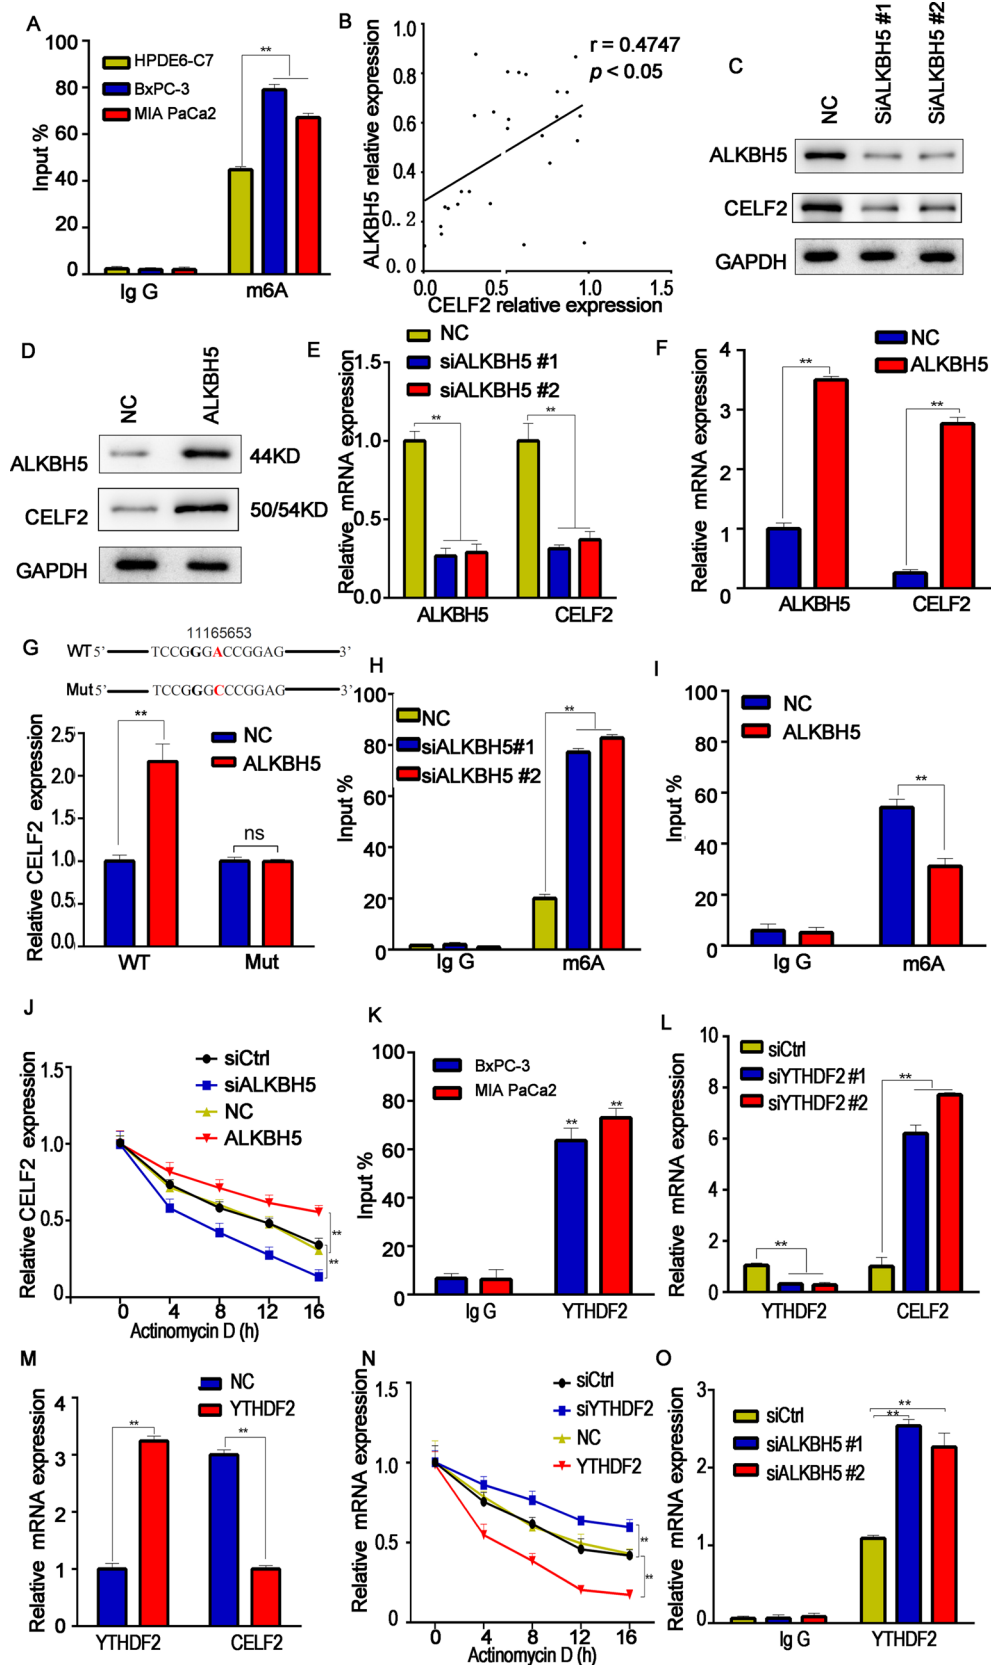 A
100
80
60
40
20
0
Input %
HPDE6-C7
BxPC-3
MIA PaCa2
**
Ig G
m6A
B
1.0
0.8
0.6
0.4
0..2
0.0
ALKBH5 relative expression
r = 0.4747
p < 0.05
0.0
0.5
1.0
1.5
CELF2 relative expression
C
NC
SiALKBH5 #1
SiALKBH5 #2
ALKBH5
CELF2
GAPDH
D
NC
ALKBH5
ALKBH5
44KD
CELF2
50/54KD
GAPDH
E
NC
siALKBH5 #1
siALKBH5 #2
1.5
1.0
0.5
0.0
Relative mRNA expression
**
**
ALKBH5
CELF2
F
NC
ALKBH5
4
3
2
1
0
Relative mRNA expression
**
**
ALKBH5
CELF2
G
11165653
WT 5’
TCCGGGACCGGAG
3’
Mut 5’
TCCGGGCCCGGAG
3’
2.5
2.0
1.5
1.0
0.5
0.0
Relative CELF2 expression
NC
ALKBH5
**
ns
WT
Mut
H
100
80
60
40
20
0
Input %
NC
siALKBH5#1
siALKBH5 #2
**
Ig G
m6A
I
100
80
60
40
20
0
Input %
NC
ALKBH5
**
Ig G
m6A
J
1.5
1.0
0.5
0
Relative CELF2 expression
siCtrl
siALKBH5
NC
ALKBH5
**
**
0
4
8
12
16
Actinomycin D (h)
K
100
80
60
40
20
0
Input %
BxPC-3
MIA PaCa2
**
**
Ig G
YTHDF2
L
10
8
6
4
2
0
Relative mRNA expression
siCtrl
siYTHDF2 #1
siYTHDF2 #2
**
**
YTHDF2
CELF2
M
4
3
2
1
0
Relative mRNA expression
NC
YTHDF2
**
**
YTHDF2
CELF2
N
1.5
1.0
0.5
0.0
Relative mRNA expression
siCtrl
siYTHDF2
NC
YTHDF2
**
**
0
4
8
12
16
Actinomycin D (h)
O
3
2
1
0
Relative mRNA expression
siCtrl
siALKBH5 #1
siALKBH5 #2
**
**
Ig G
YTHDF2